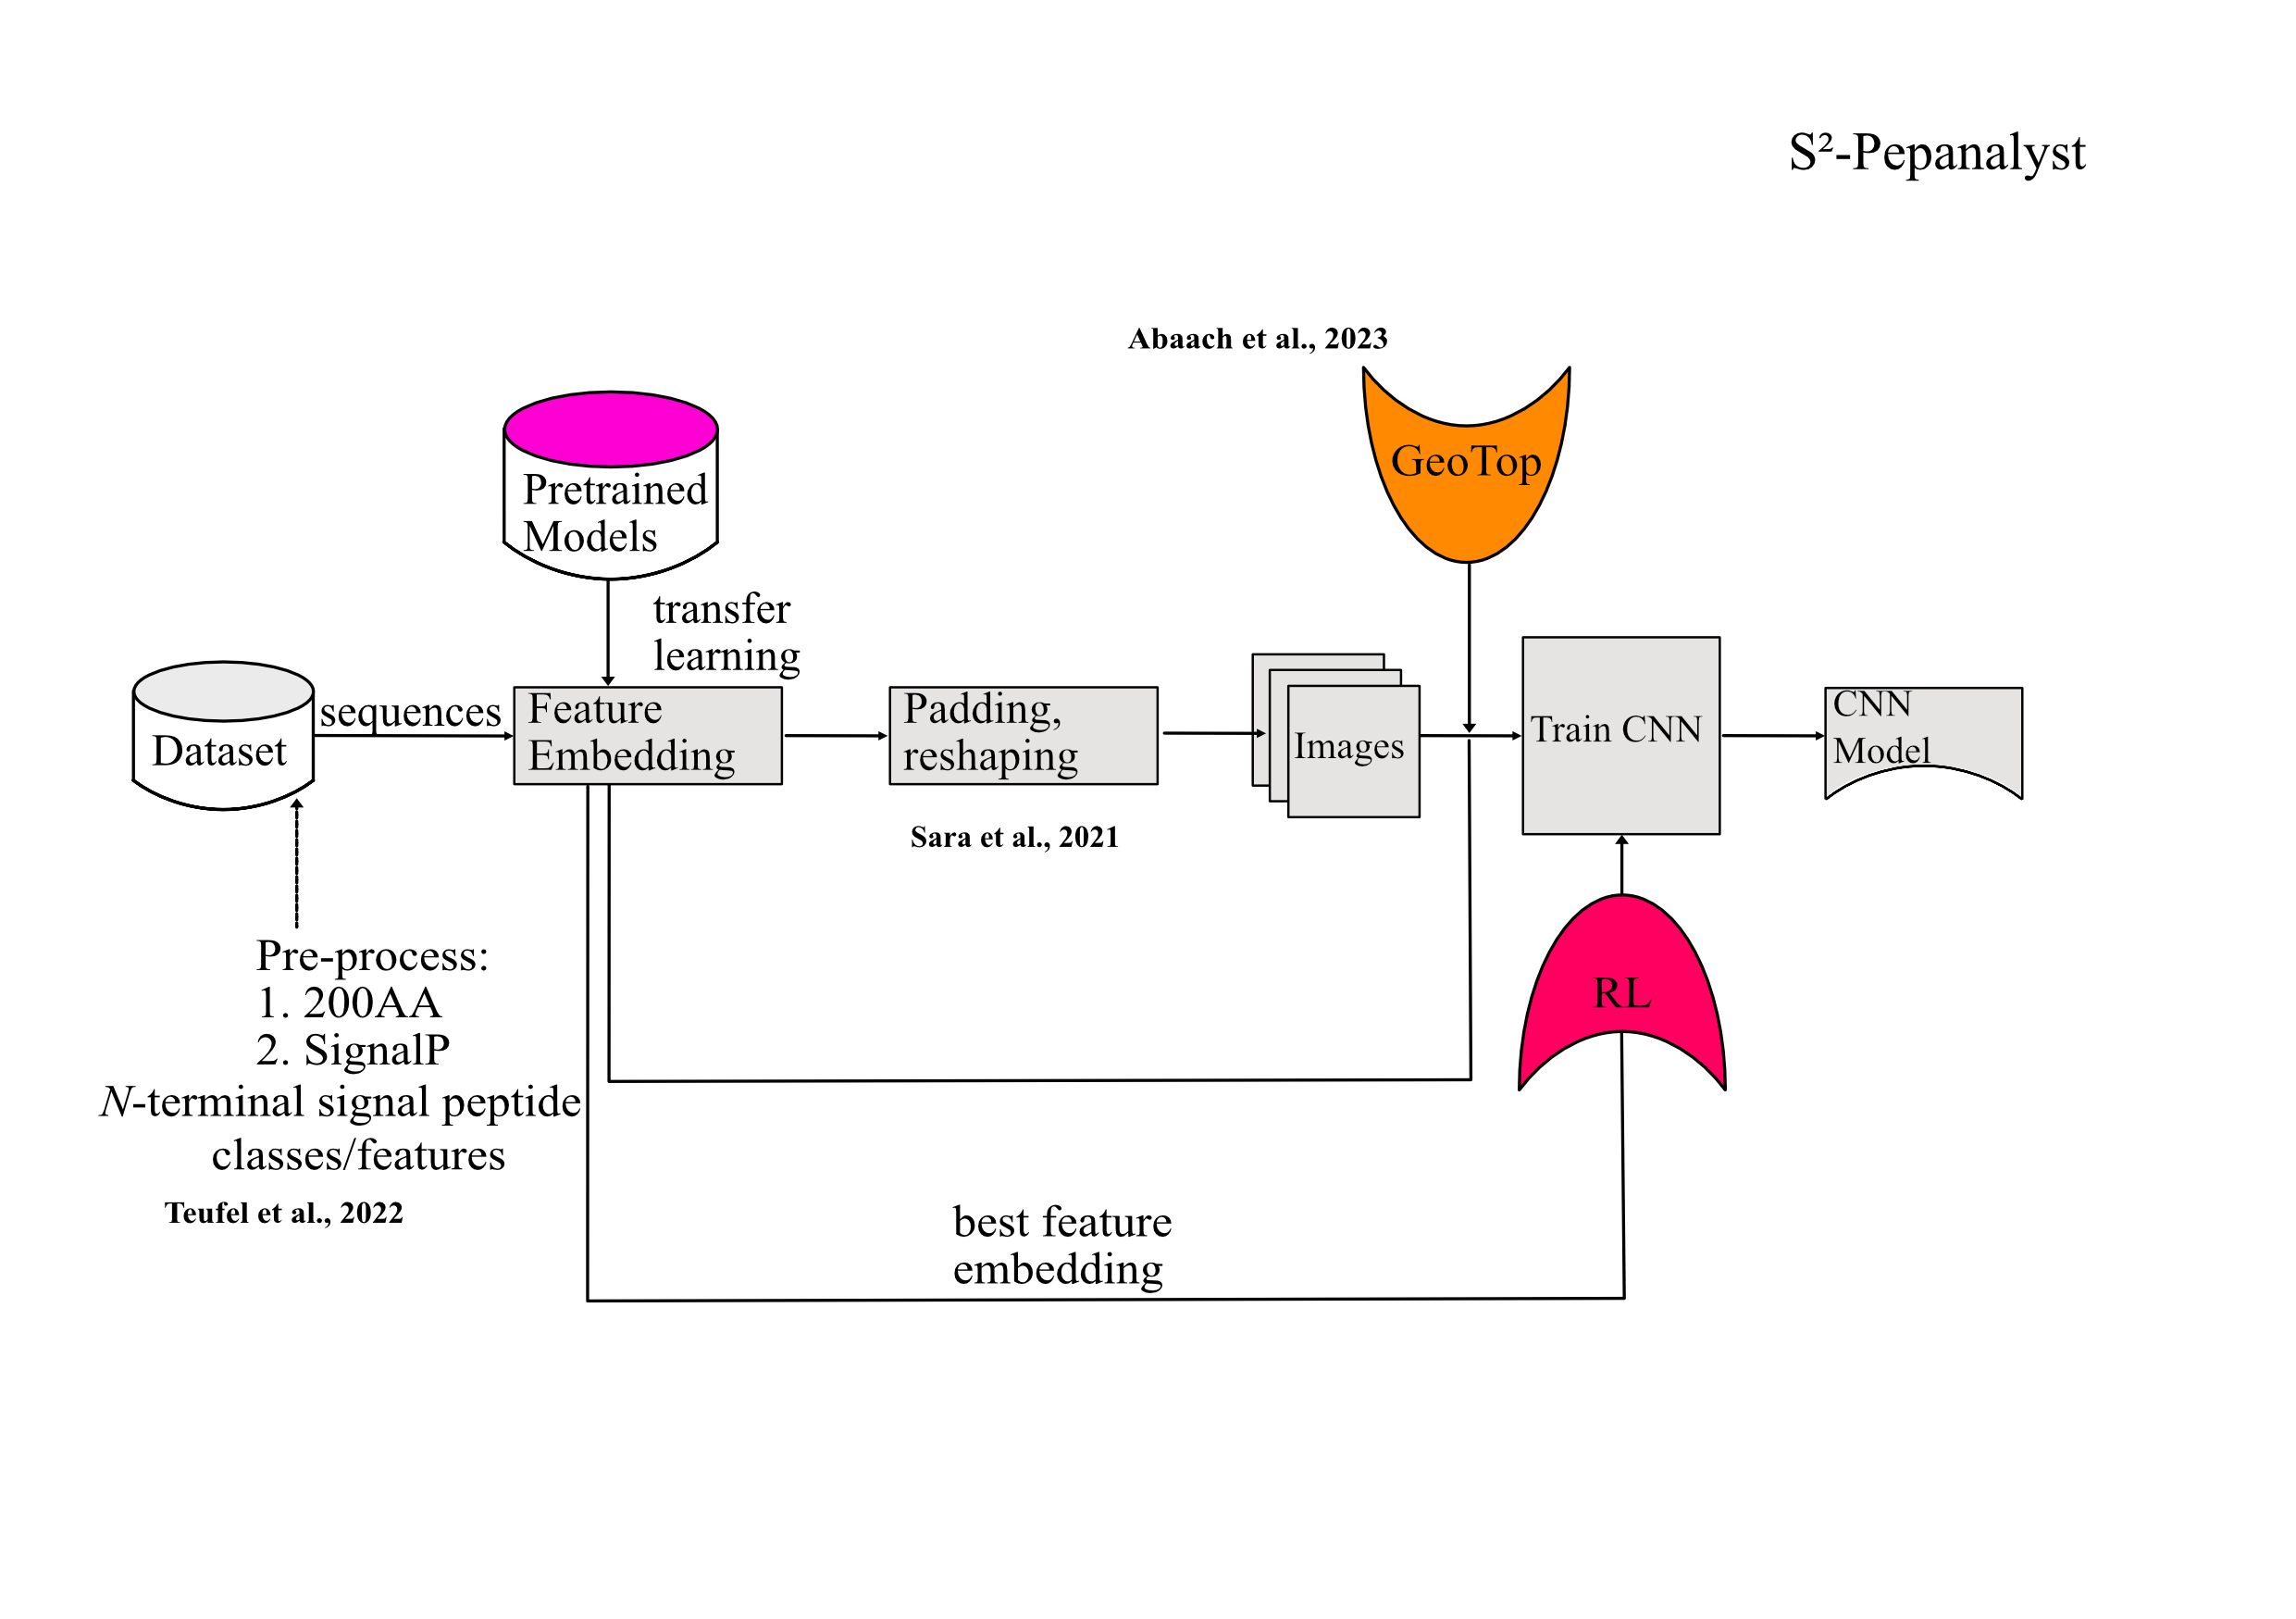 S²-Pepanalyst
Abaach et al., 2023
GeoTop
Pretrained
Models
transfer
learning
sequences
Dataset
Feature
Embedding
Padding,
reshaping
Images
Train CNN
CNN
Model
Sara et al., 2021
Pre-process:
1. 200AA
2. SignalP
N-terminal signal peptide
classes/features
Teufel et al., 2022
RL
best feature
embedding